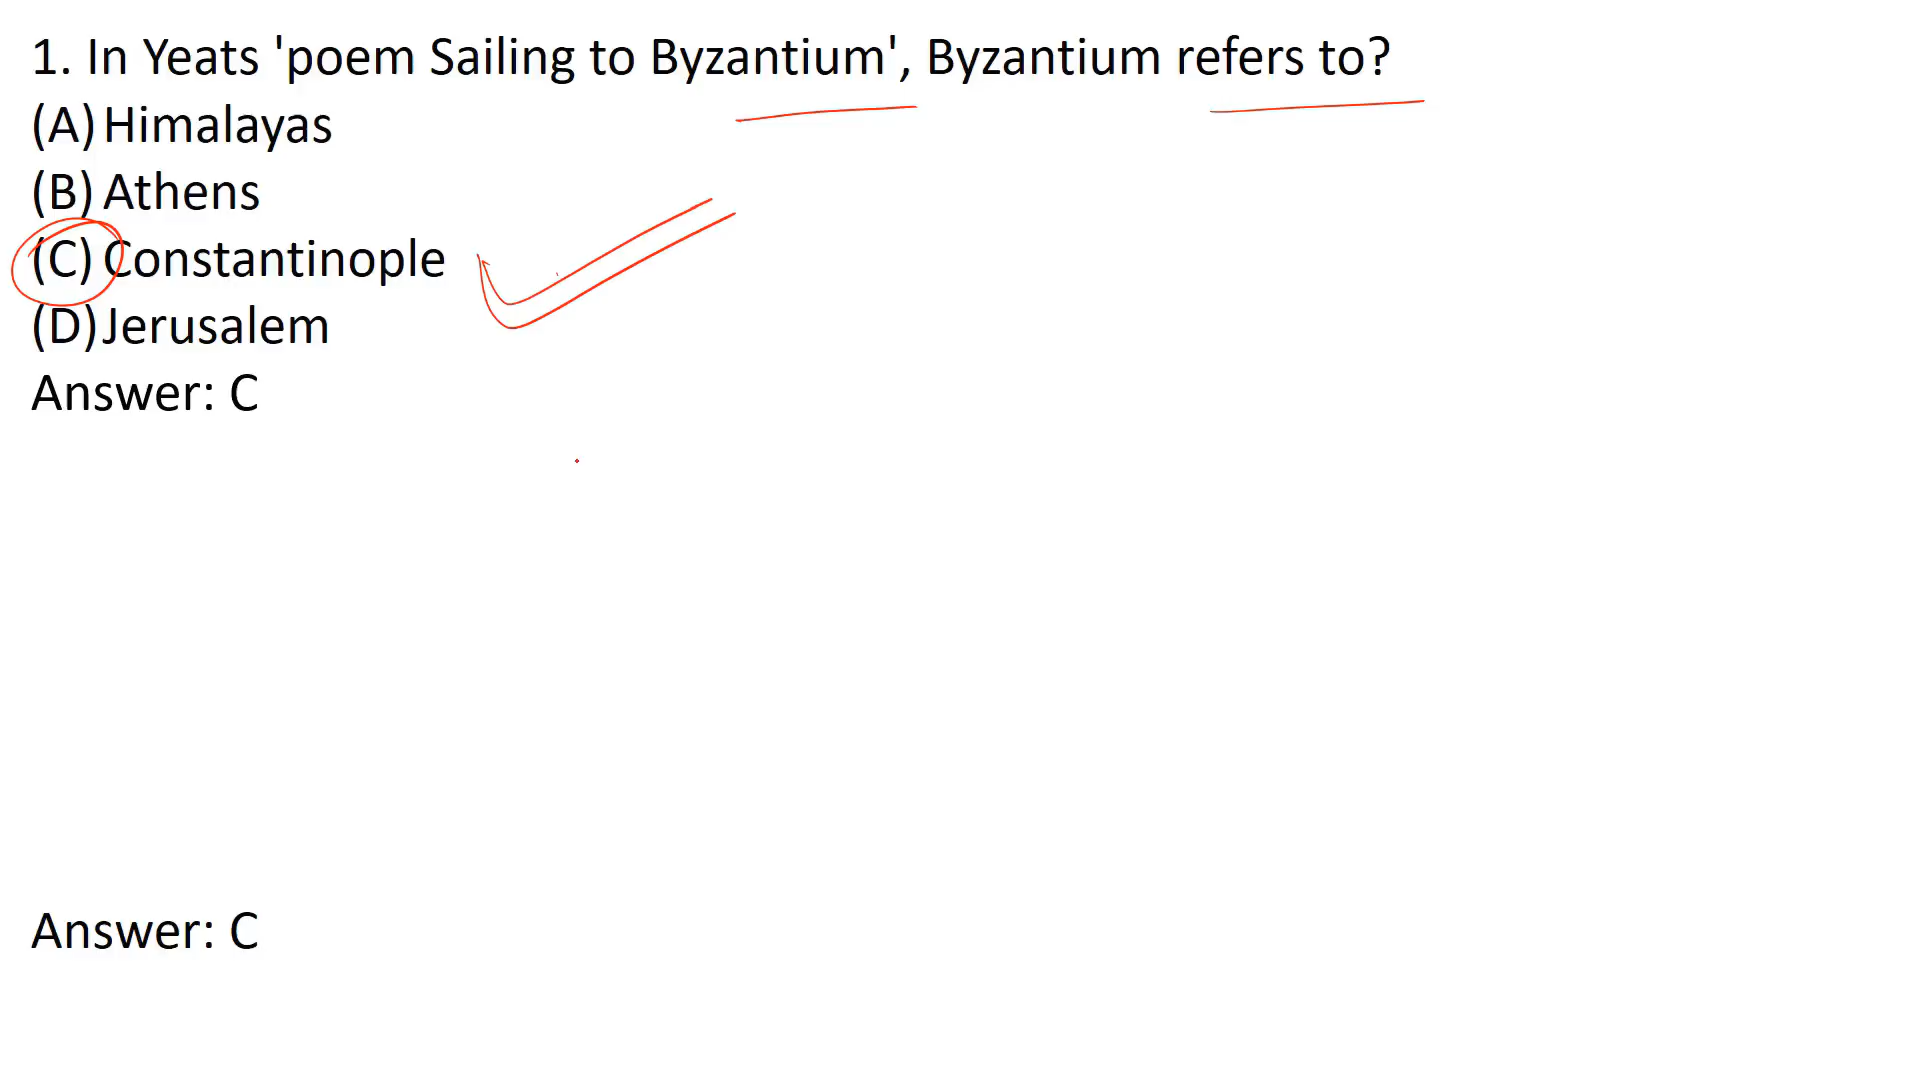 1. In Yeats 'poem Sailing to Byzantium', Byzantium refers to?
(A) Himalayas
(B) Athens
(C) Constantinople
(D) Jerusalem
Answer: C
Answer: C